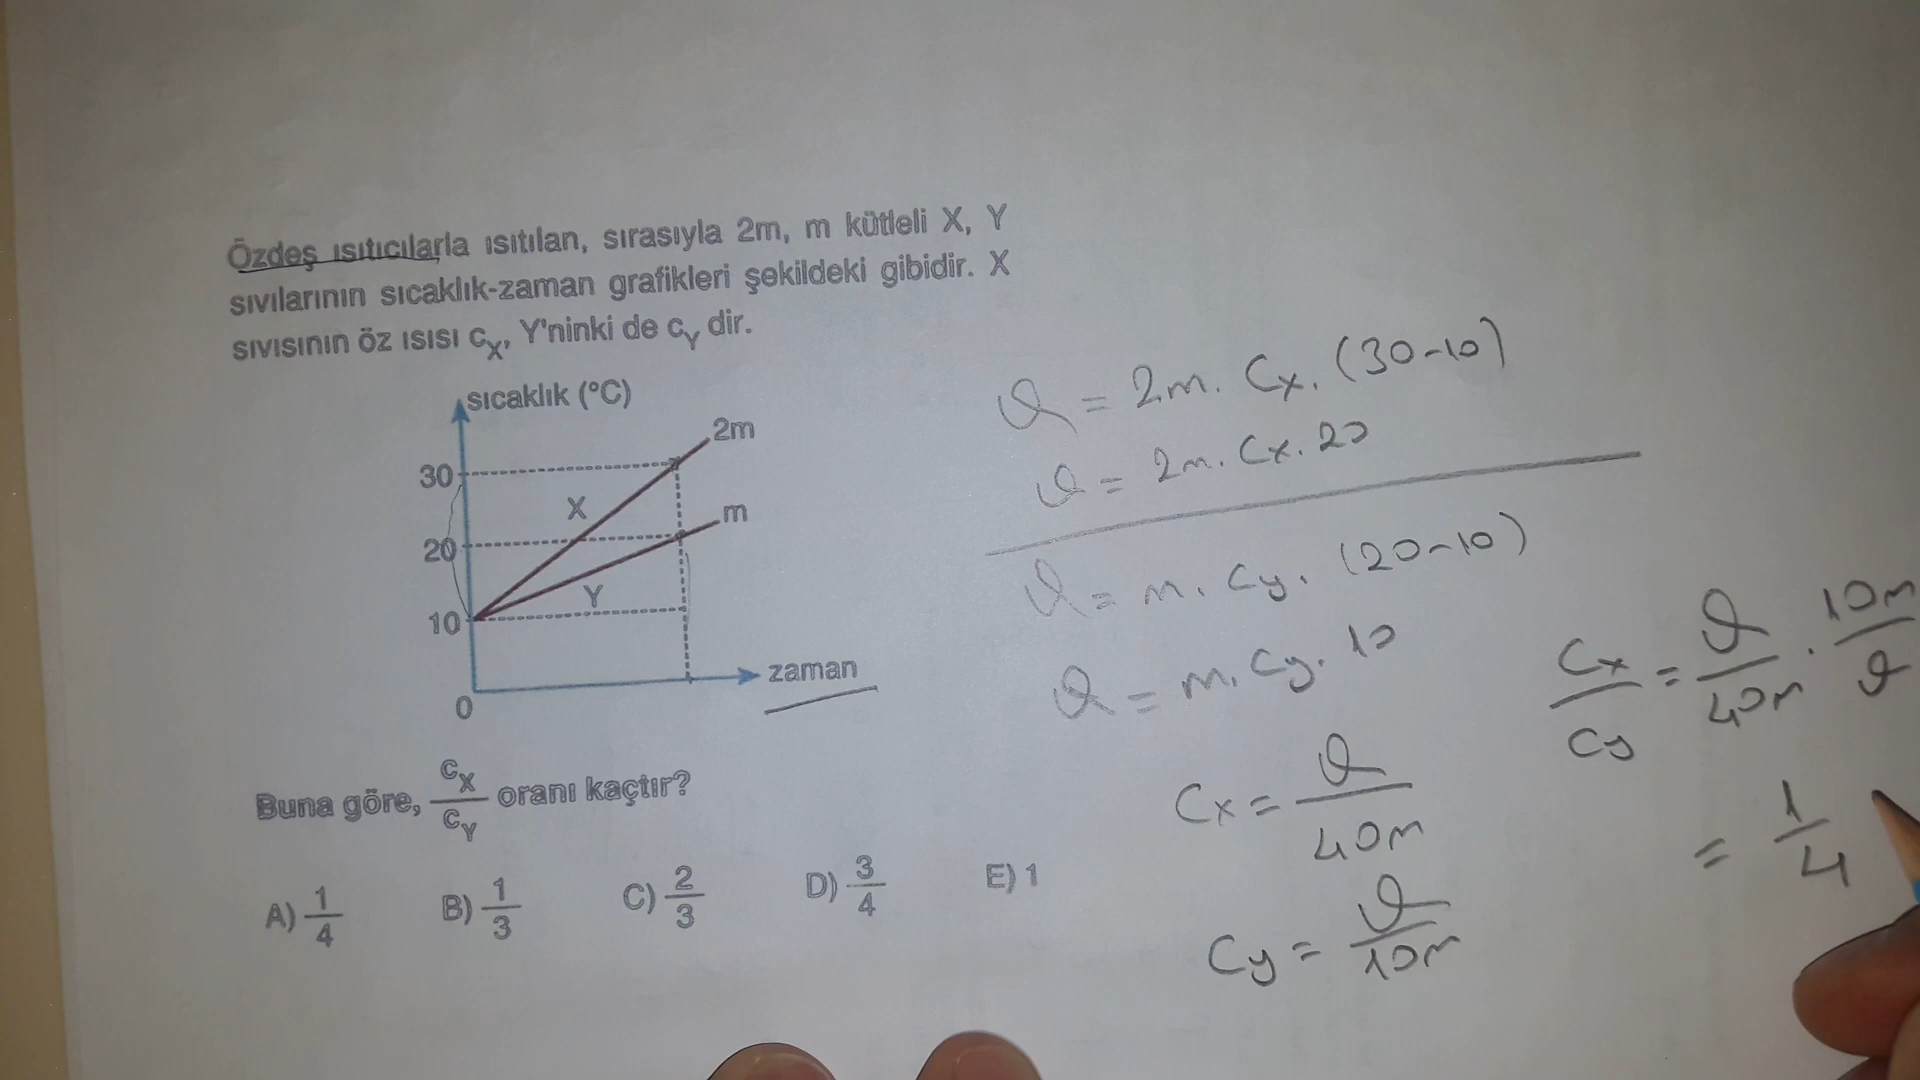 Özdeş ısıtıcılarla ısıtılan, sırasıyla 2m, m kütleli X, Y
sıvılarının sıcaklık-zaman grafikleri şekildeki gibidir. X
sıvısının öz ısısı cX, Y'ninki de cY dir.
sıcaklık (°C)
2m
30
X
m
20
Y
10
zaman
0
Buna göre, cX/cY oranı kaçtır?
A) 1/4 B) 1/3 C) 2/3 D) 3/4 E) 1
Q = 2m. Cx. (30-10)
Q = 2m. Cx. 20
Q = m. Cy. (20-10)
Q = m. Cy. 10
Cx = Q/40m
Cy = Q/10m
Cx/Cy = Q/40m . 10m/Q
= 1/4